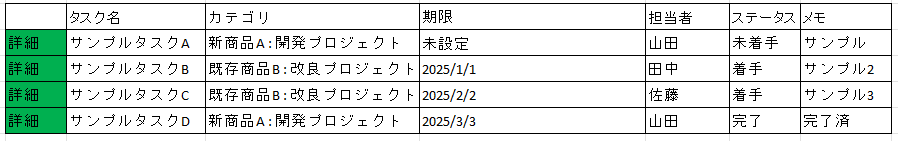 タスク名 カテゴリ 期限 担当者 ステータス メモ
詳細 サンプルタスクA 新商品A:開発プロジェクト 未設定 山田 未着手 サンプル
詳細 サンプルタスクB 既存商品B:改良プロジェクト 2025/1/1 田中 着手 サンプル2
詳細 サンプルタスクC 既存商品B:改良プロジェクト 2025/2/2 佐藤 着手 サンプル3
詳細 サンプルタスクD 新商品A:開発プロジェクト 2025/3/3 山田 完了 完了済